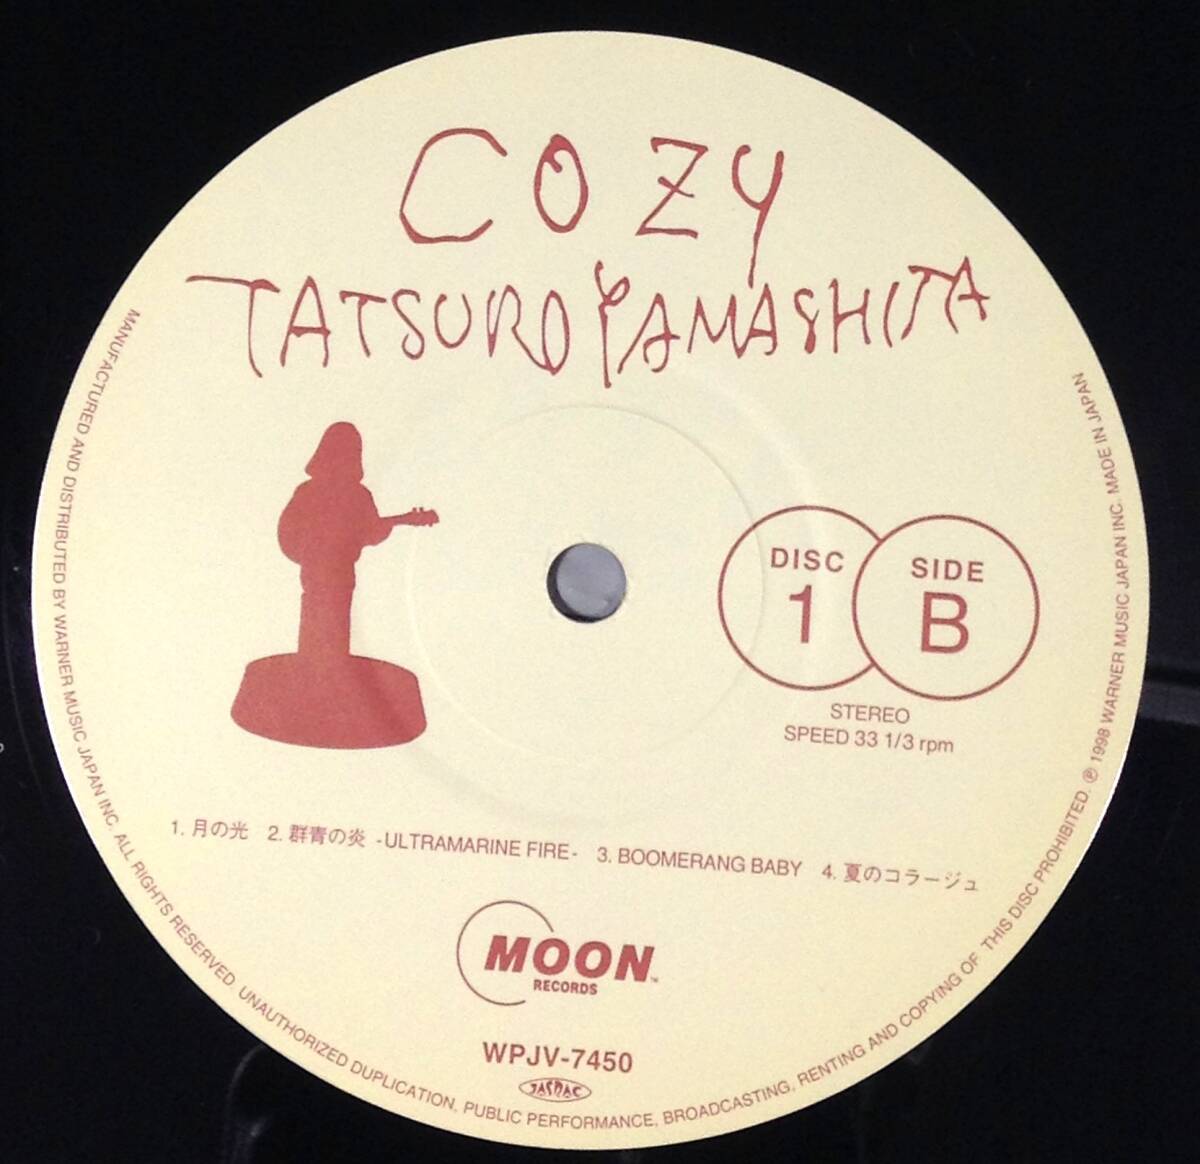 COZY
TATSURO YAMASHITA
DISC
1
SIDE
B
STEREO
SPEED 33 1/3 rpm
1. 月の光 2. 群青の炎 -ULTRAMARINE FIRE- 3. BOOMERANG BABY 4. 夏のコラージュ
MOON™
RECORDS
WPJV-7450
JASRAC
MANUFACTURED AND DISTRIBUTED BY WARNER MUSIC JAPAN INC. ALL RIGHTS RESERVED. UNAUTHORIZED DUPLICATION, PUBLIC PERFORMANCE, BROADCASTING, RENTING AND COPYING OF THIS DISC PROHIBITED. ℗ 1998 WARNER MUSIC JAPAN INC. MADE IN JAPAN